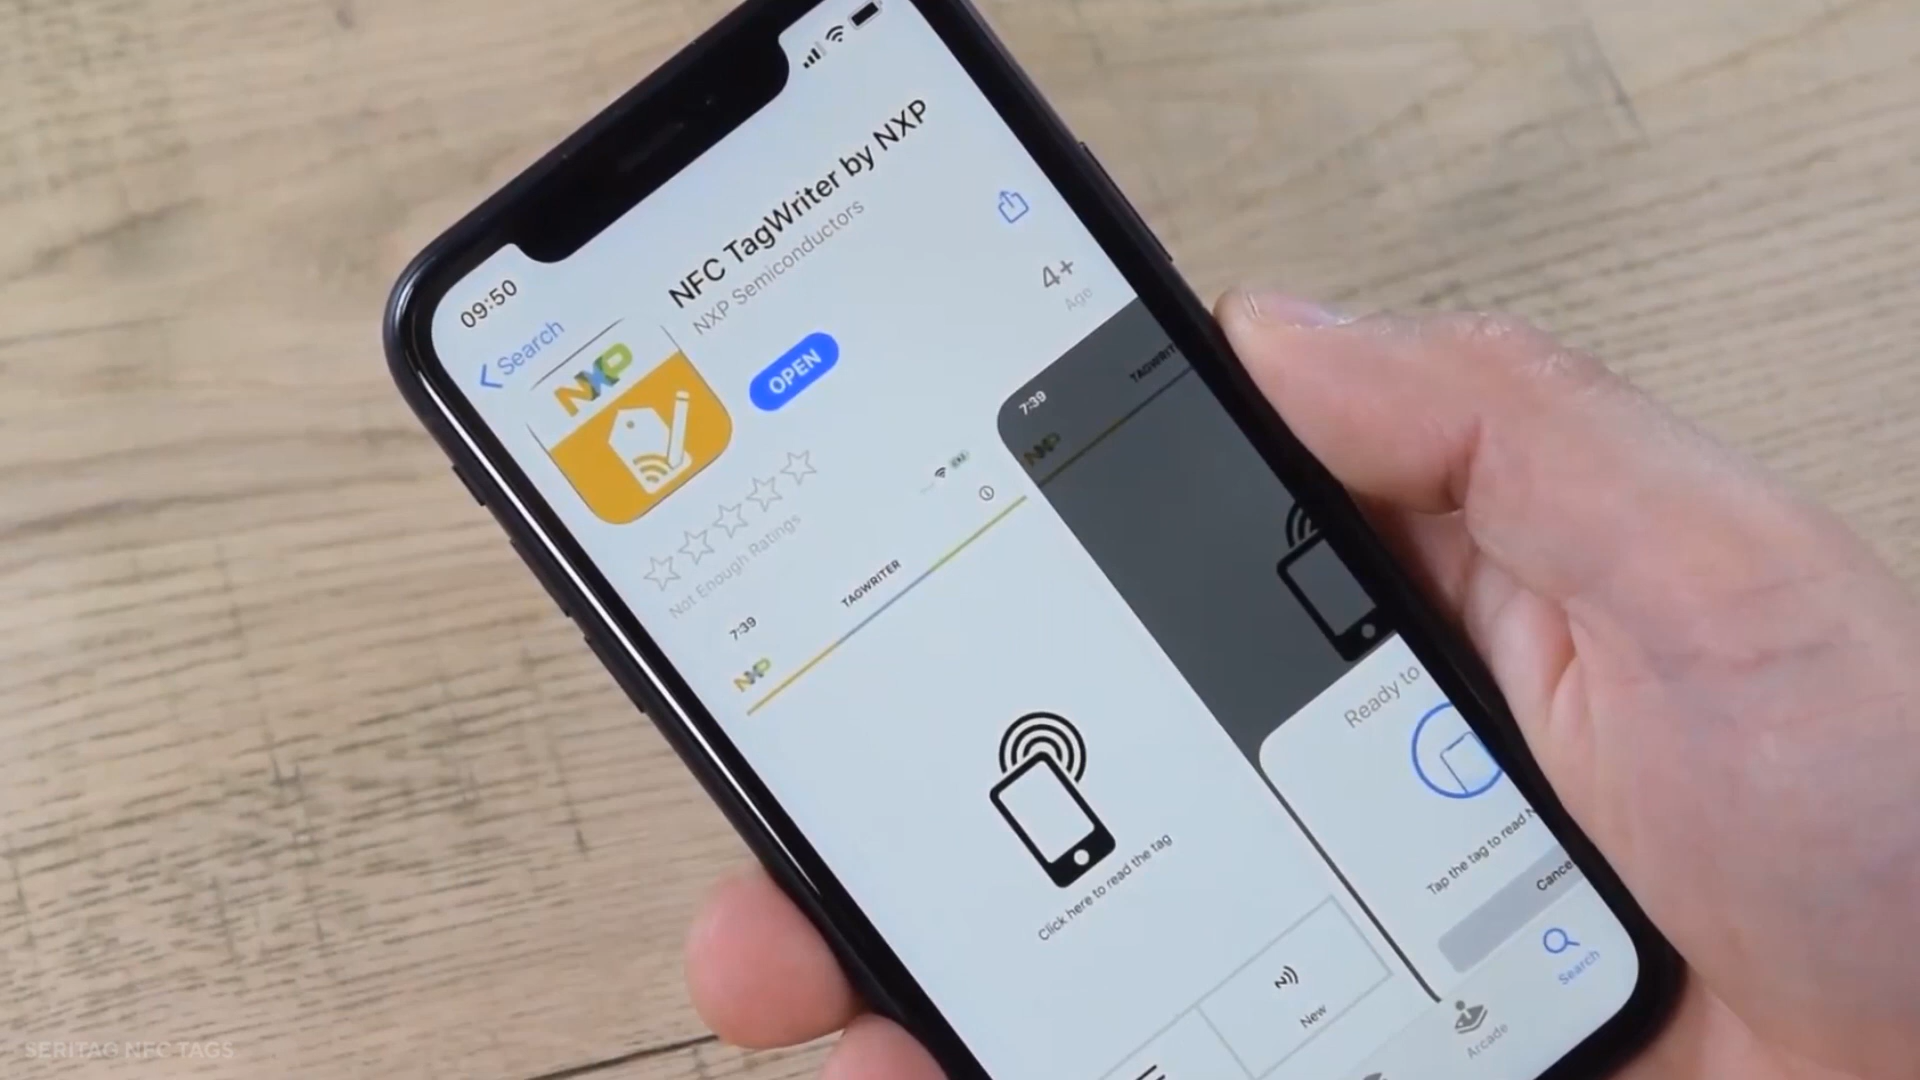 09:50
Search
NFC TagWriter by NXP
NXP Semiconductors
OPEN
4+
Age
NXP
Not Enough Ratings
7:39
TAGWRITER
NXP
Click here to read the tag
New
7:39
NXP
Ready to
Tap the tag to read
Arcade
Search
SERITAG NFC TAGS